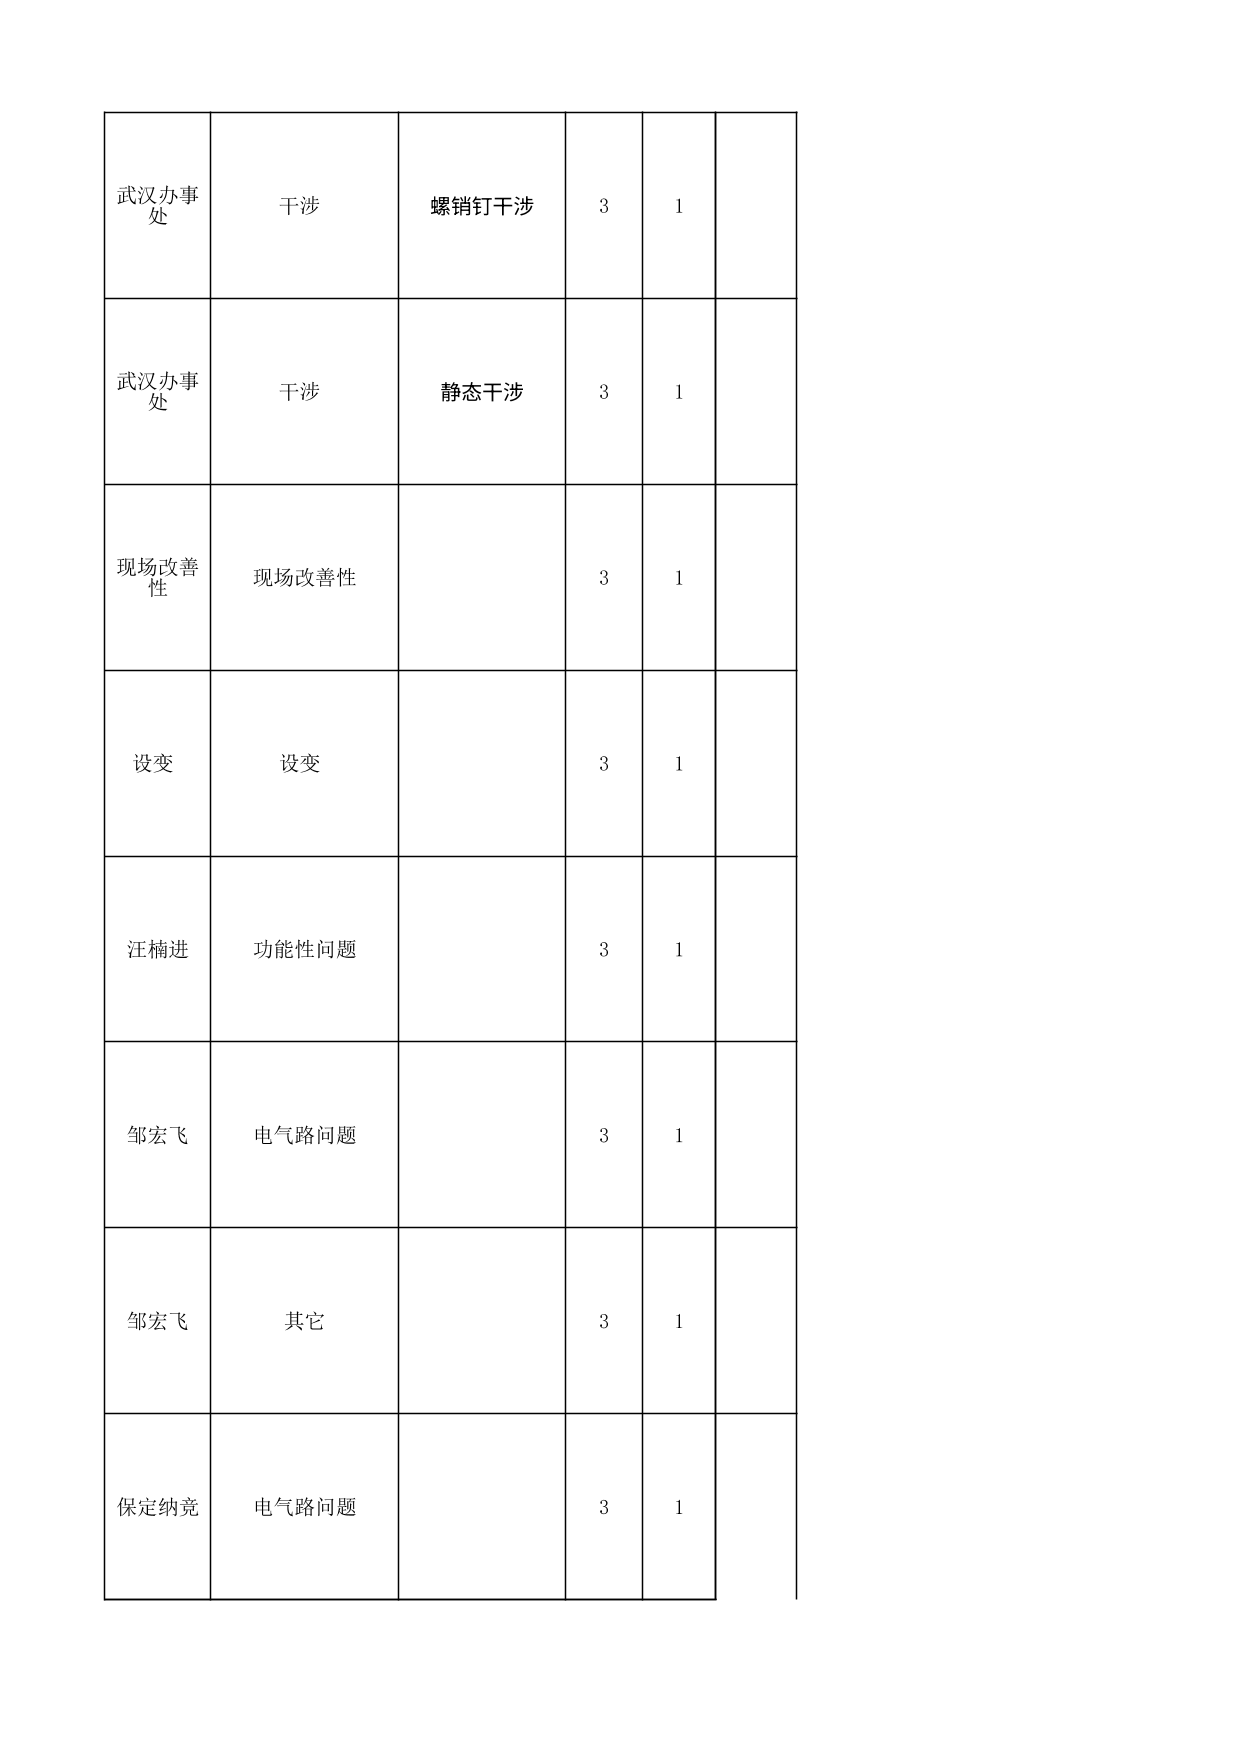 武汉办事
处
干涉
螺销钉干涉
3
1
武汉办事
处
干涉
静态干涉
3
1
现场改善
性
现场改善性
3
1
设变
设变
3
1
汪楠进
功能性问题
3
1
邹宏飞
电气路问题
3
1
邹宏飞
其它
3
1
保定纳竞
电气路问题
3
1